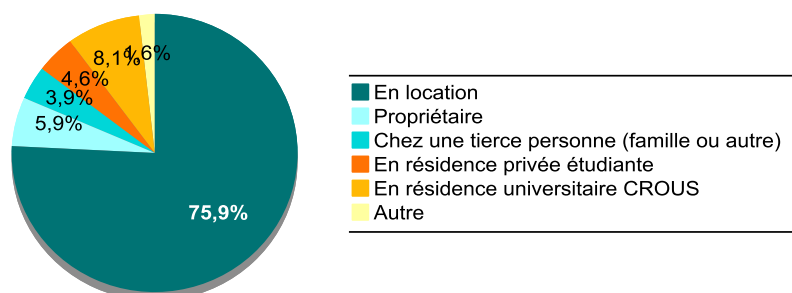 8,1%
1,6%
4,6%
3,9%
5,9%
75,9%
En location
Propriétaire
Chez une tierce personne (famille ou autre)
En résidence privée étudiante
En résidence universitaire CROUS
Autre